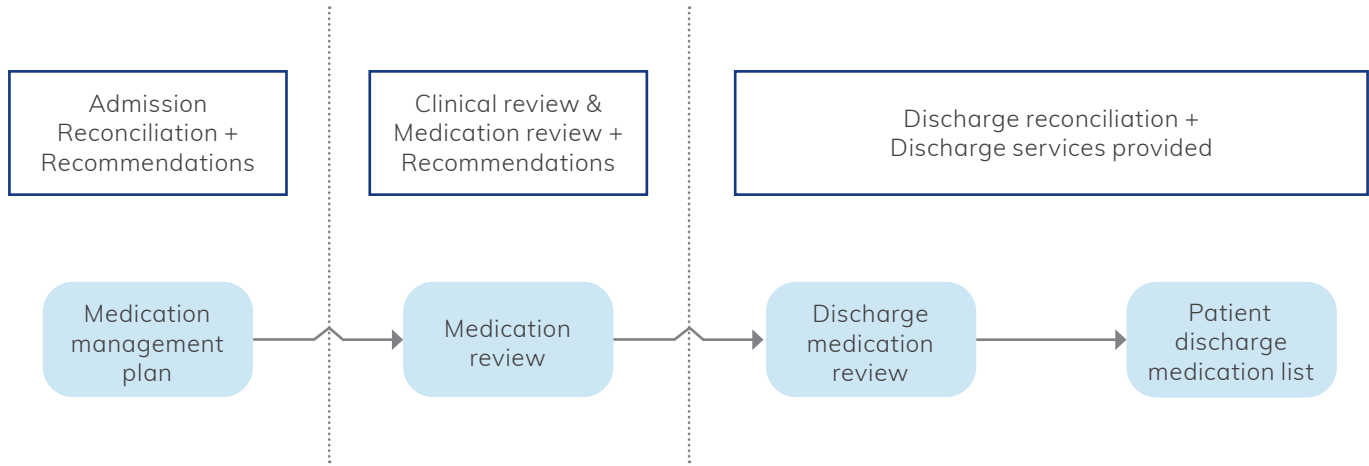 Admission
Reconciliation +
Recommendations
Clinical review &
Medication review +
Recommendations
Discharge reconciliation +
Discharge services provided
Medication
management
plan
Medication
review
Discharge
medication
review
Patient
discharge
medication list